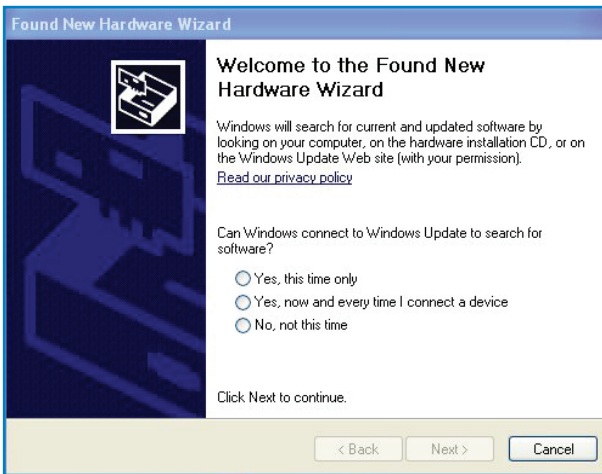 Found New Hardware Wizard
Welcome to the Found New
Hardware Wizard
Windows will search for current and updated software by
looking on your computer, on the hardware installation CD, or on
the Windows Update Web site (with your permission).
Read our privacy policy
Can Windows connect to Windows Update to search for
software?
Yes, this time only
Yes, now and every time I connect a device
No, not this time
Click Next to continue.
< Back Next > Cancel